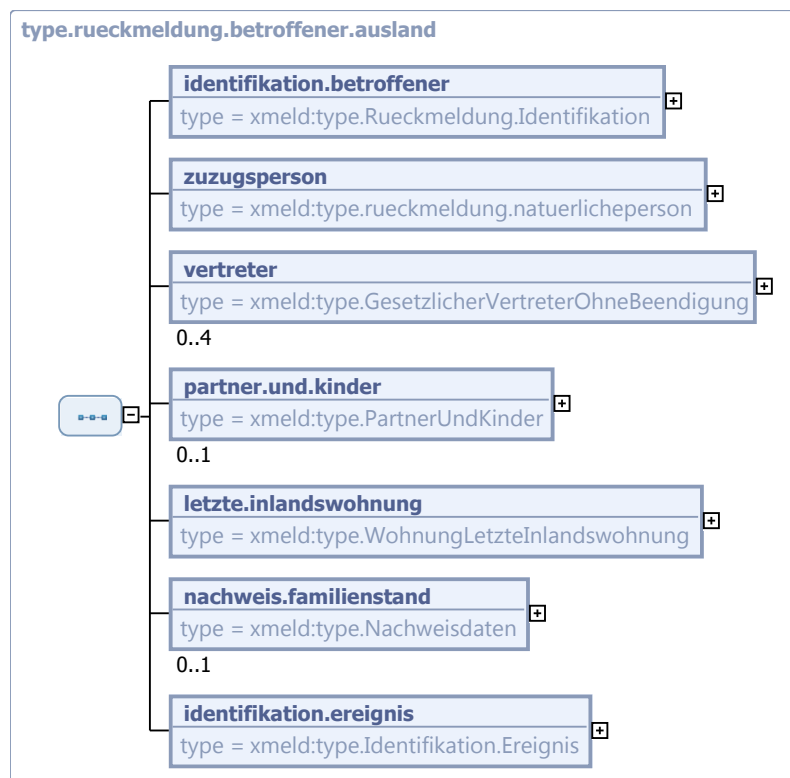 type.rueckmeldung.betroffener.ausland
identifikation.betroffener
type = xmeld:type.Rueckmeldung.Identifikation
zuzugsperson
type = xmeld:type.rueckmeldung.natuerlicheperson
vertreter
type = xmeld:type.GesetzlicherVertreterOhneBeendigung
0..4
partner.und.kinder
type = xmeld:type.PartnerUndKinder
0..1
letzte.inlandswohnung
type = xmeld:type.WohnungLetzteInlandswohnung
nachweis.familienstand
type = xmeld:type.Nachweisdaten
0..1
identifikation.ereignis
type = xmeld:type.Identifikation.Ereignis